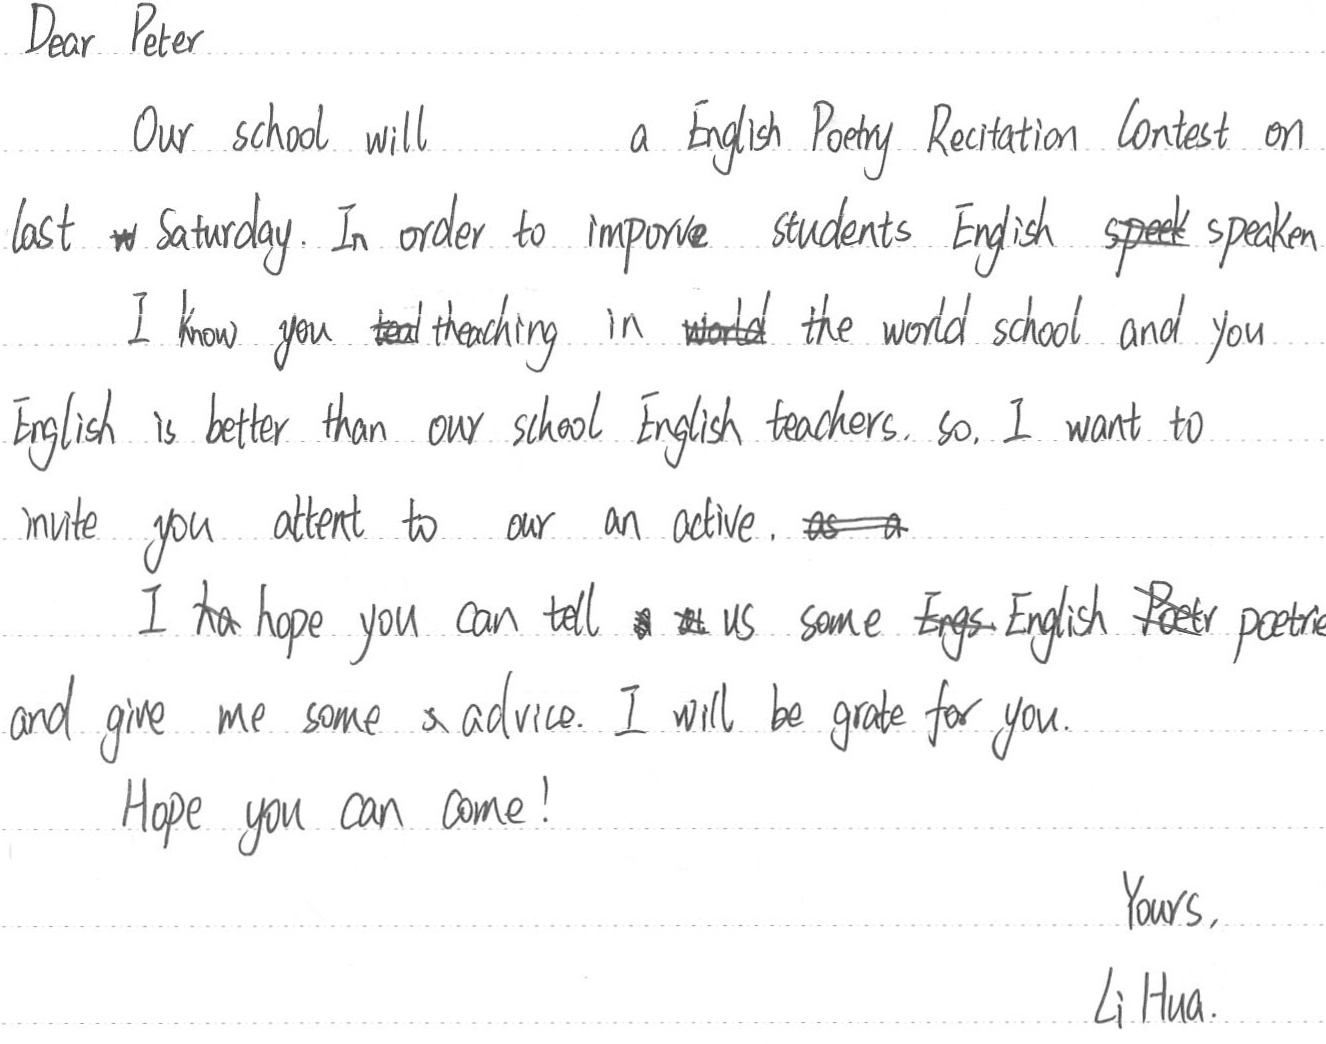 Dear Peter
Our school will a English Poetry Recitation Contest on
last Saturday. In order to imporve students English speaken
I know you theaching in the world school and you
English is better than our school English teachers. so. I want to
invite you attent to our an active.
I hope you can tell us some English poetrie
and give me some advice. I will be grate for you.
Hope you can come!
Yours,
Li Hua.